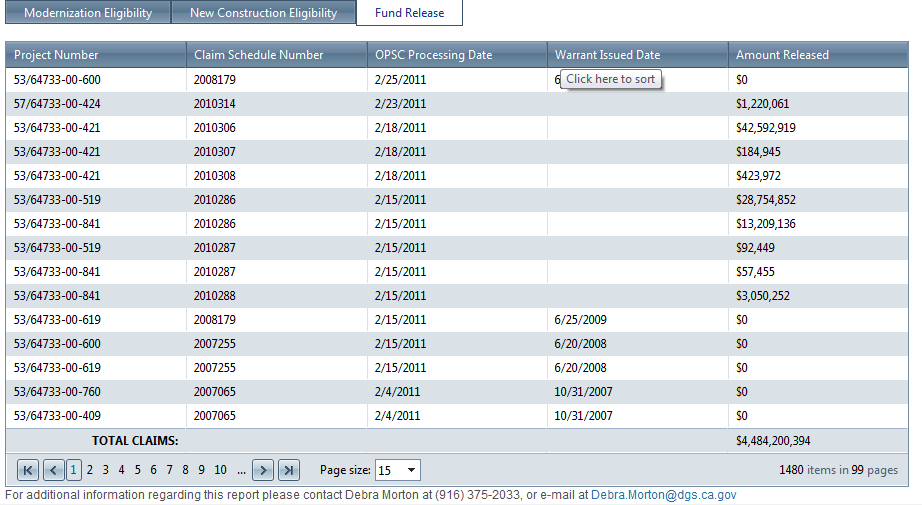 Modernization Eligibility New Construction Eligibility Fund Release
Project Number Claim Schedule Number OPSC Processing Date Warrant Issued Date Amount Released
53/64733-00-600 2008179 2/25/2011 6 Click here to sort $0
57/64733-00-424 2010314 2/23/2011 $1,220,061
53/64733-00-421 2010306 2/18/2011 $42,592,919
53/64733-00-421 2010307 2/18/2011 $184,945
53/64733-00-421 2010308 2/18/2011 $423,972
53/64733-00-519 2010286 2/15/2011 $28,754,852
53/64733-00-841 2010286 2/15/2011 $13,209,136
53/64733-00-519 2010287 2/15/2011 $92,449
53/64733-00-841 2010287 2/15/2011 $57,455
53/64733-00-841 2010288 2/15/2011 $3,050,252
53/64733-00-619 2008179 2/15/2011 6/25/2009 $0
53/64733-00-600 2007255 2/15/2011 6/20/2008 $0
53/64733-00-619 2007255 2/15/2011 6/20/2008 $0
53/64733-00-760 2007065 2/4/2011 10/31/2007 $0
53/64733-00-409 2007065 2/4/2011 10/31/2007 $0
TOTAL CLAIMS: $4,484,200,394
1 2 3 4 5 6 7 8 9 10 ... Page size: 15 1480 items in 99 pages
For additional information regarding this report please contact Debra Morton at (916) 375-2033, or e-mail at Debra.Morton@dgs.ca.gov